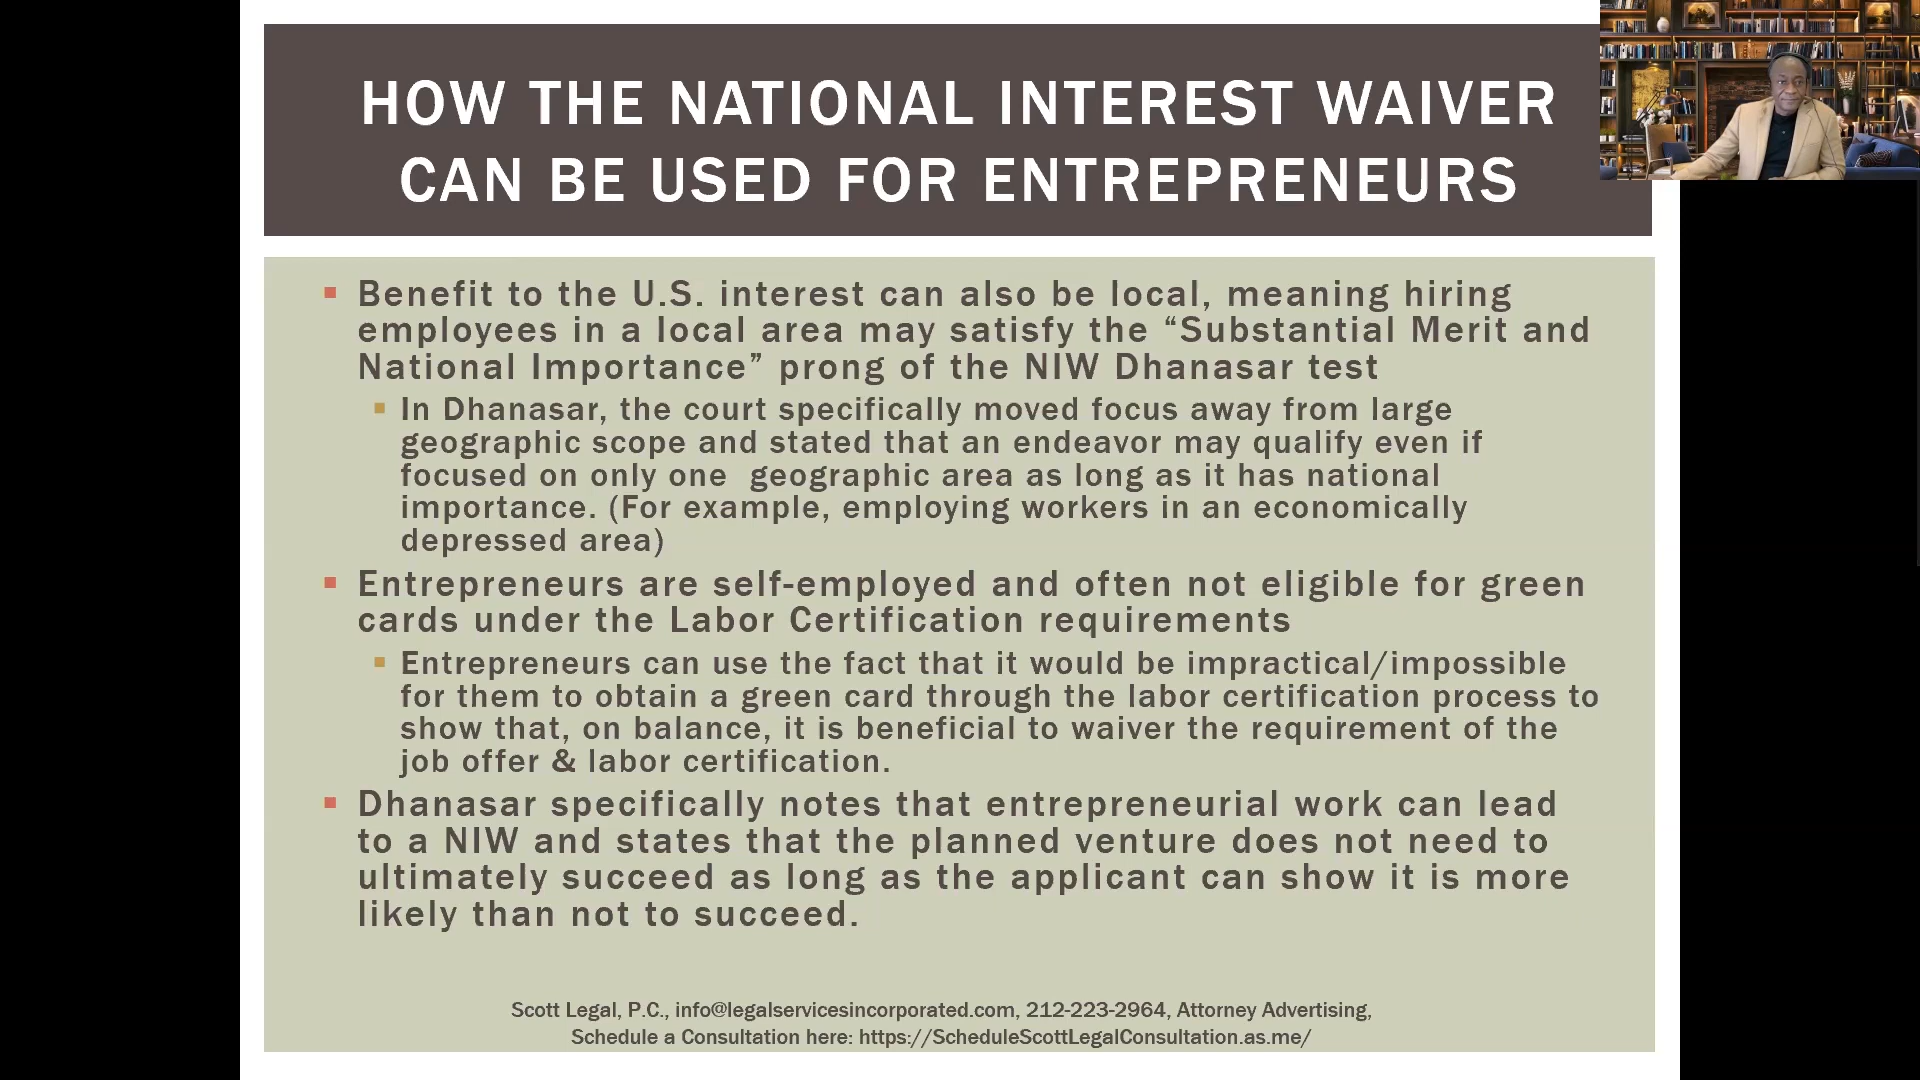 HOW THE NATIONAL INTEREST WAIVER
CAN BE USED FOR ENTREPRENEURS
Benefit to the U.S. interest can also be local, meaning hiring
employees in a local area may satisfy the “Substantial Merit and
National Importance” prong of the NIW Dhanasar test
In Dhanasar, the court specifically moved focus away from large
geographic scope and stated that an endeavor may qualify even if
focused on only one  geographic area as long as it has national
importance. (For example, employing workers in an economically
depressed area)
Entrepreneurs are self-employed and often not eligible for green
cards under the Labor Certification requirements
Entrepreneurs can use the fact that it would be impractical/impossible
for them to obtain a green card through the labor certification process to
show that, on balance, it is beneficial to waiver the requirement of the
job offer & labor certification.
Dhanasar specifically notes that entrepreneurial work can lead
to a NIW and states that the planned venture does not need to
ultimately succeed as long as the applicant can show it is more
likely than not to succeed.
Scott Legal, P.C., info@legalservicesincorporated.com, 212-223-2964, Attorney Advertising,
Schedule a Consultation here: https://ScheduleScottLegalConsultation.as.me/